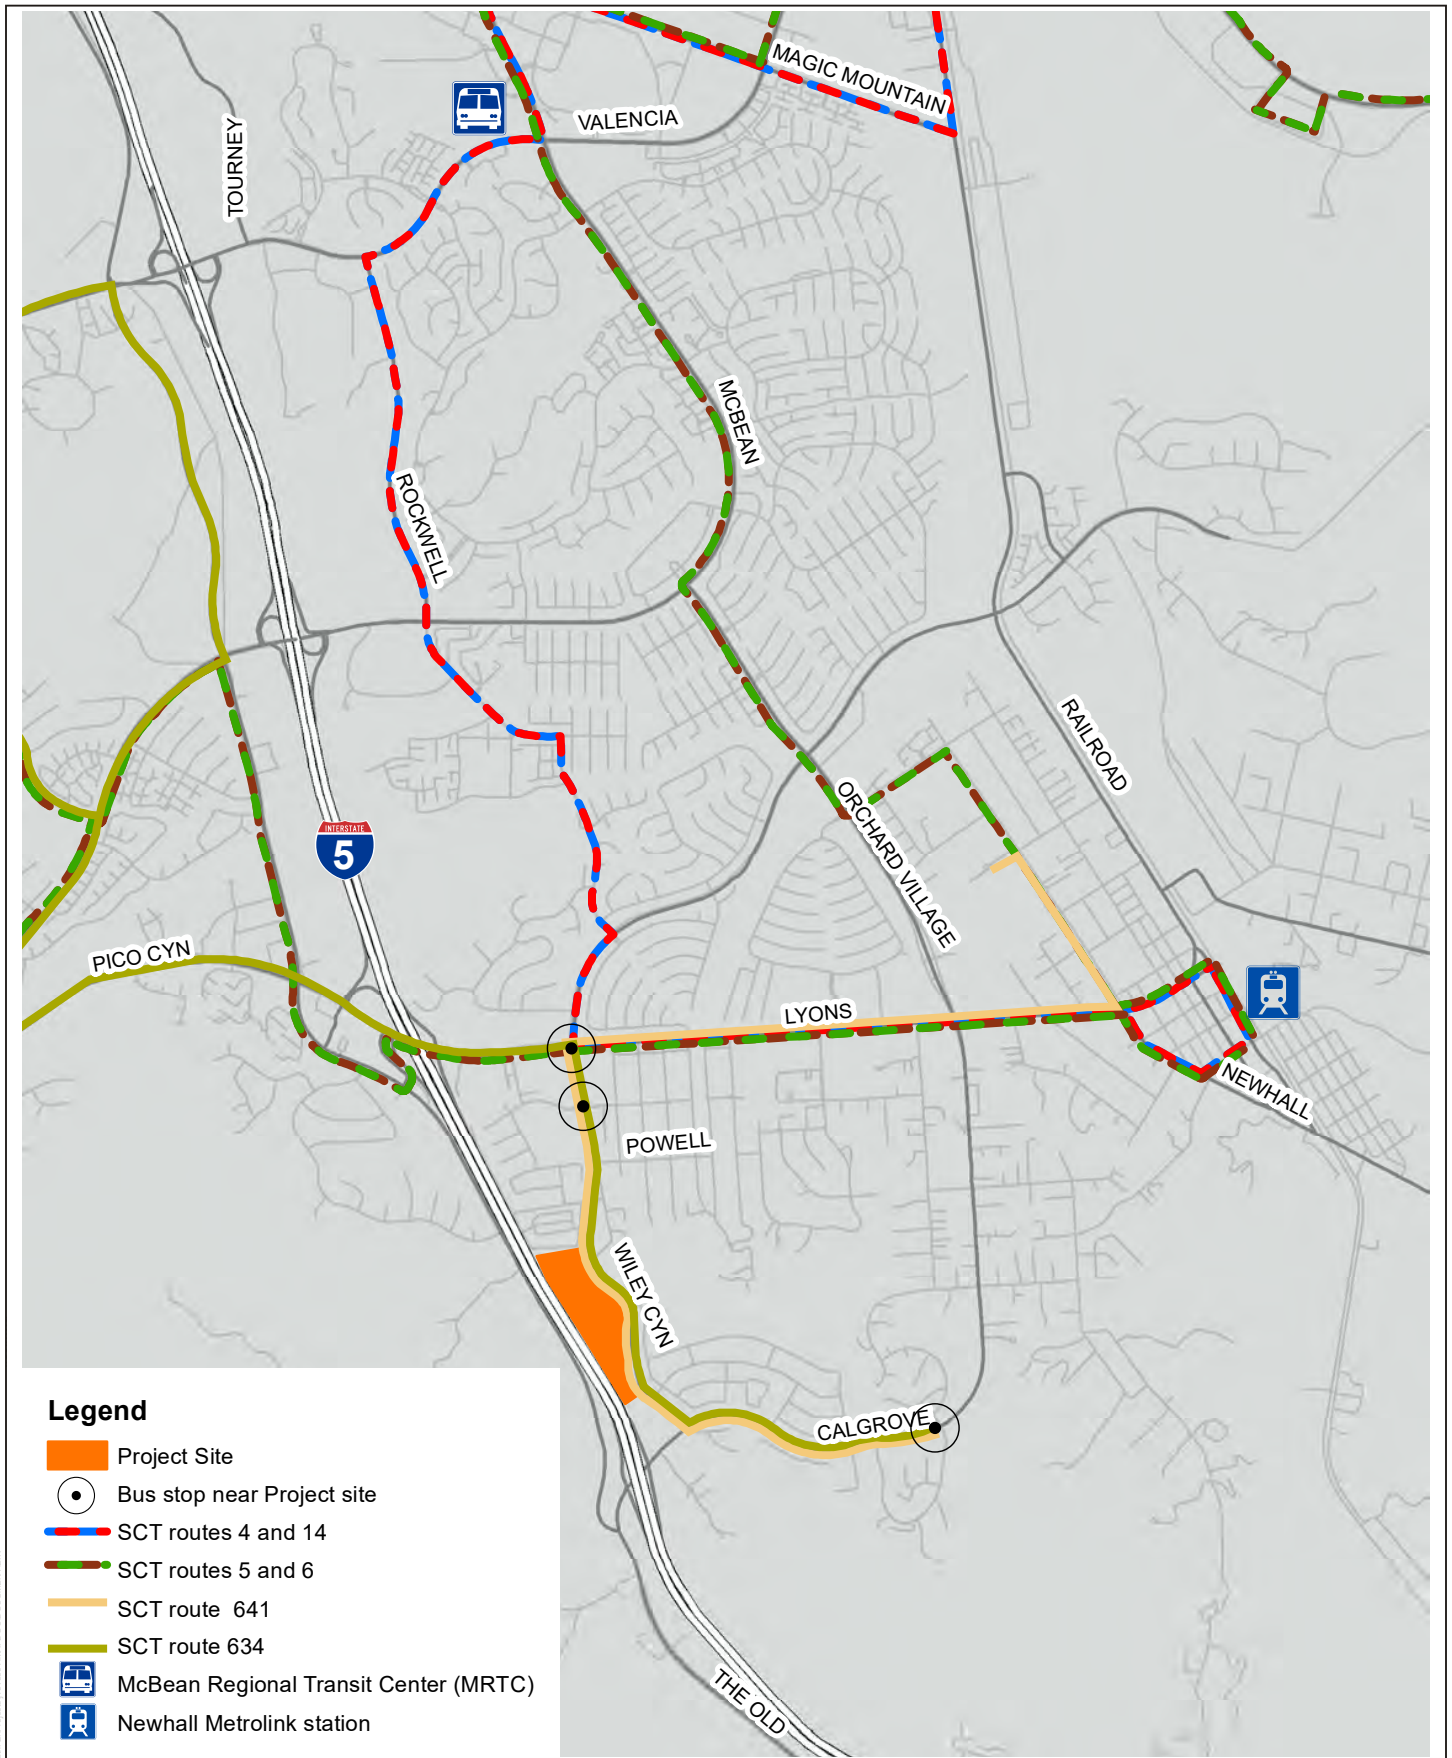 MAGIC MOUNTAIN
VALENCIA
TOURNEY
MCBEAN
ROCKWELL
RAILROAD
ORCHARD VILLAGE
INTERSTATE
5
PICO CYN
LYONS
NEWHALL
POWELL
WILEY CYN
CALGROVE
THE OLD
Legend
Project Site
Bus stop near Project site
SCT routes 4 and 14
SCT routes 5 and 6
SCT route 641
SCT route 634
McBean Regional Transit Center (MRTC)
Newhall Metrolink station